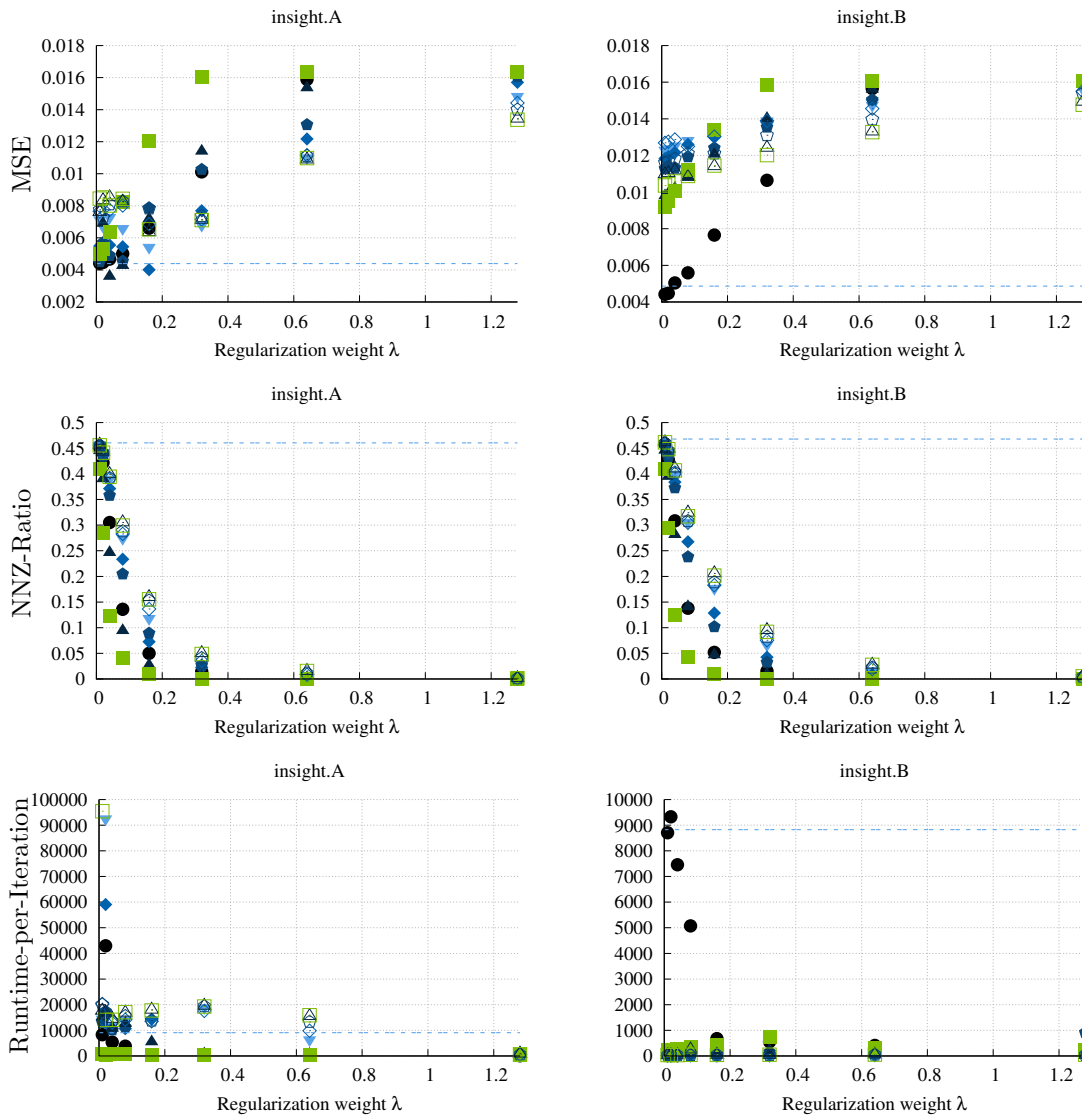 insight.A
insight.B
MSE
0.018
0.016
0.014
0.012
0.01
0.008
0.006
0.004
0.002
0 0.2 0.4 0.6 0.8 1 1.2
Regularization weight λ
0.018
0.016
0.014
0.012
0.01
0.008
0.006
0.004
0 0.2 0.4 0.6 0.8 1 1.2
Regularization weight λ
insight.A
insight.B
NNZ-Ratio
0.5
0.45
0.4
0.35
0.3
0.25
0.2
0.15
0.1
0.05
0
0 0.2 0.4 0.6 0.8 1 1.2
Regularization weight λ
0.5
0.45
0.4
0.35
0.3
0.25
0.2
0.15
0.1
0.05
0
0 0.2 0.4 0.6 0.8 1 1.2
Regularization weight λ
insight.A
insight.B
Runtime-per-Iteration
100000
90000
80000
70000
60000
50000
40000
30000
20000
10000
0
0 0.2 0.4 0.6 0.8 1 1.2
Regularization weight λ
10000
9000
8000
7000
6000
5000
4000
3000
2000
1000
0
0 0.2 0.4 0.6 0.8 1 1.2
Regularization weight λ